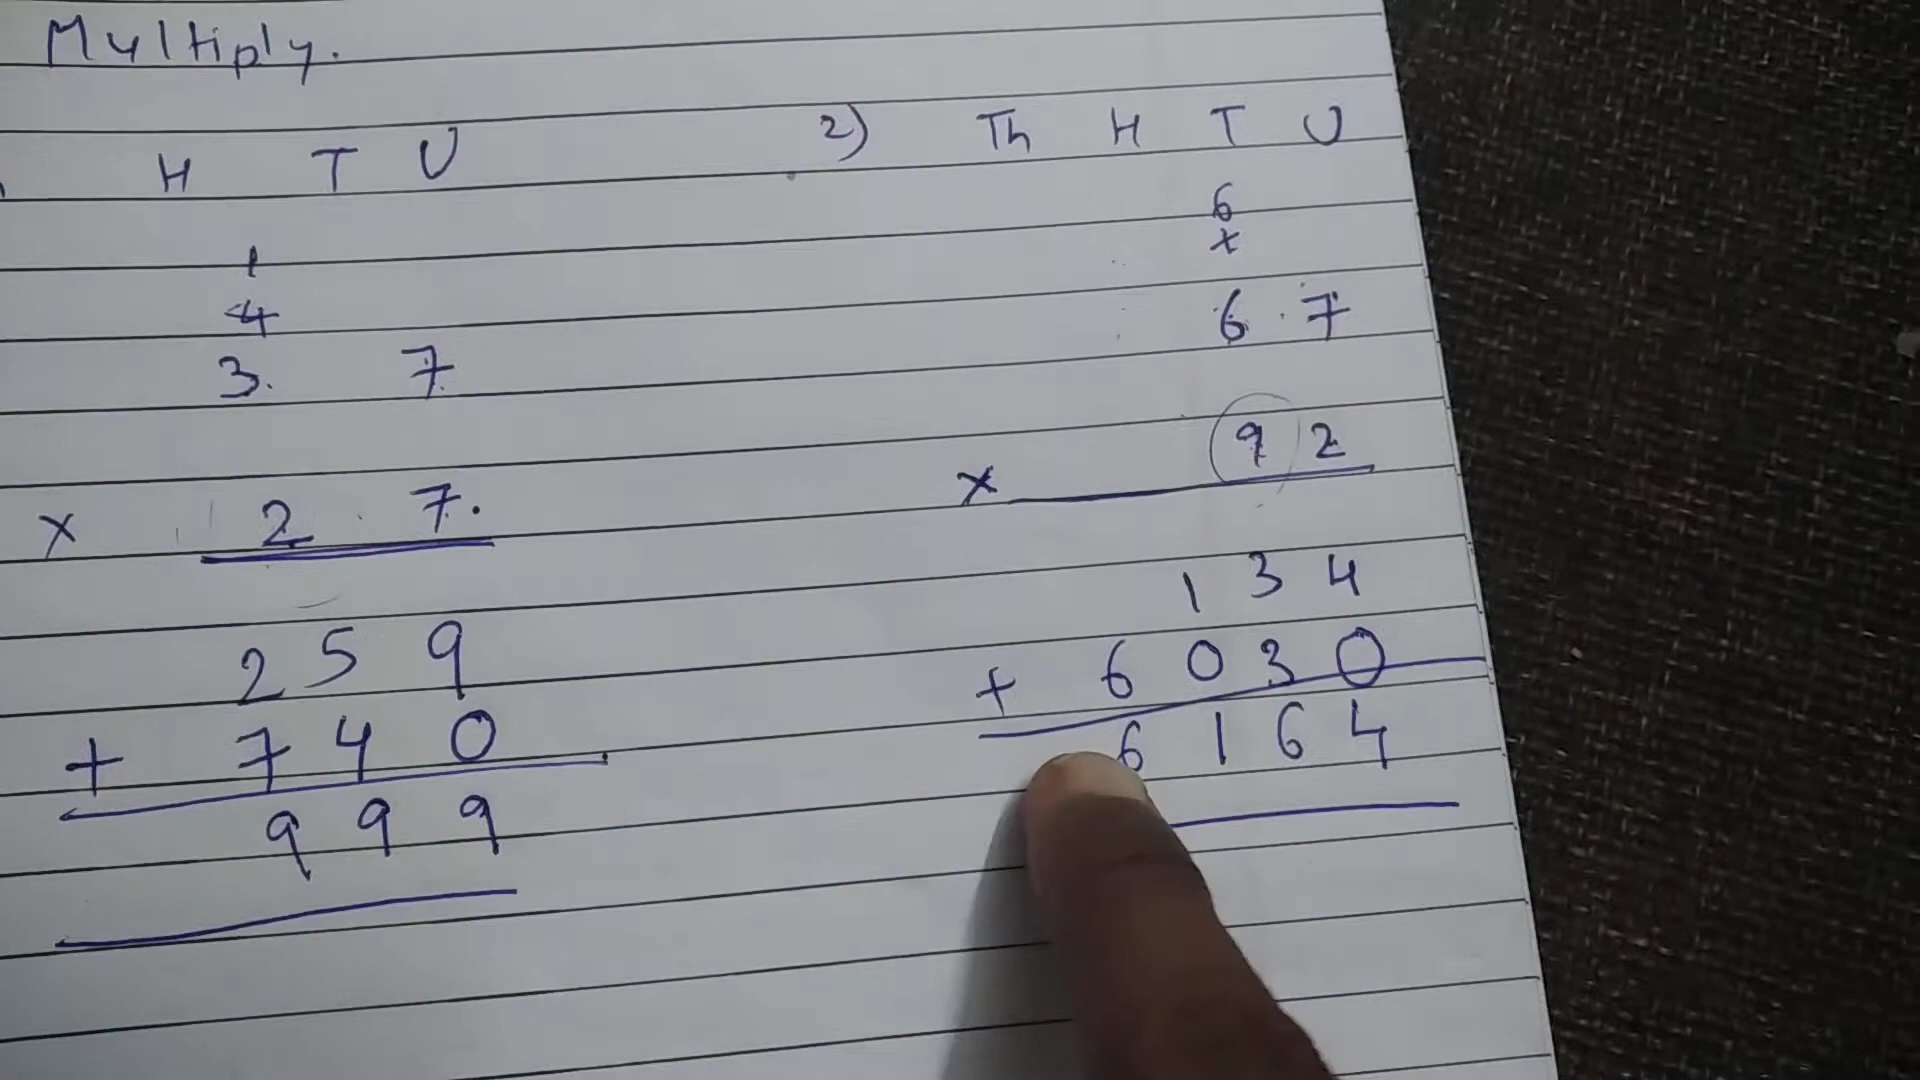 Multiply.
H T U
1
4
3. 7
x 2 7.
2 5 9
+ 7 4 0
9 9 9
2) Th H T U
6
x
6 7
x 9 2
1 3 4
+ 6 0 3 0
6 1 6 4